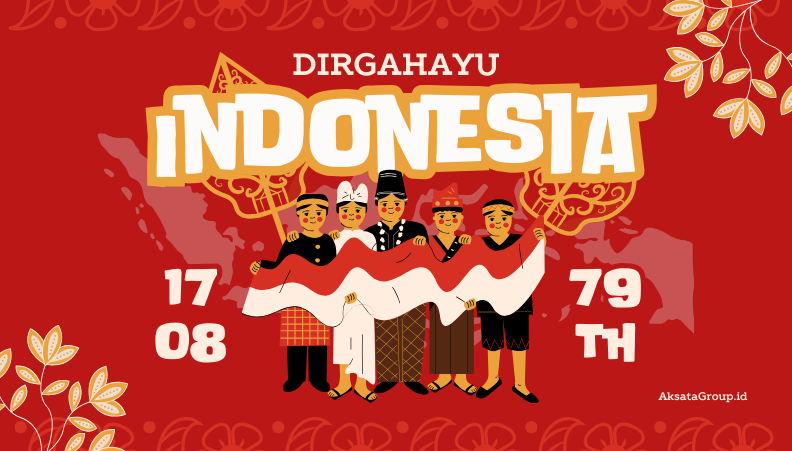 DIRGAHAYU
INDONESIA
17
08
79
TH
AksataGroup.id